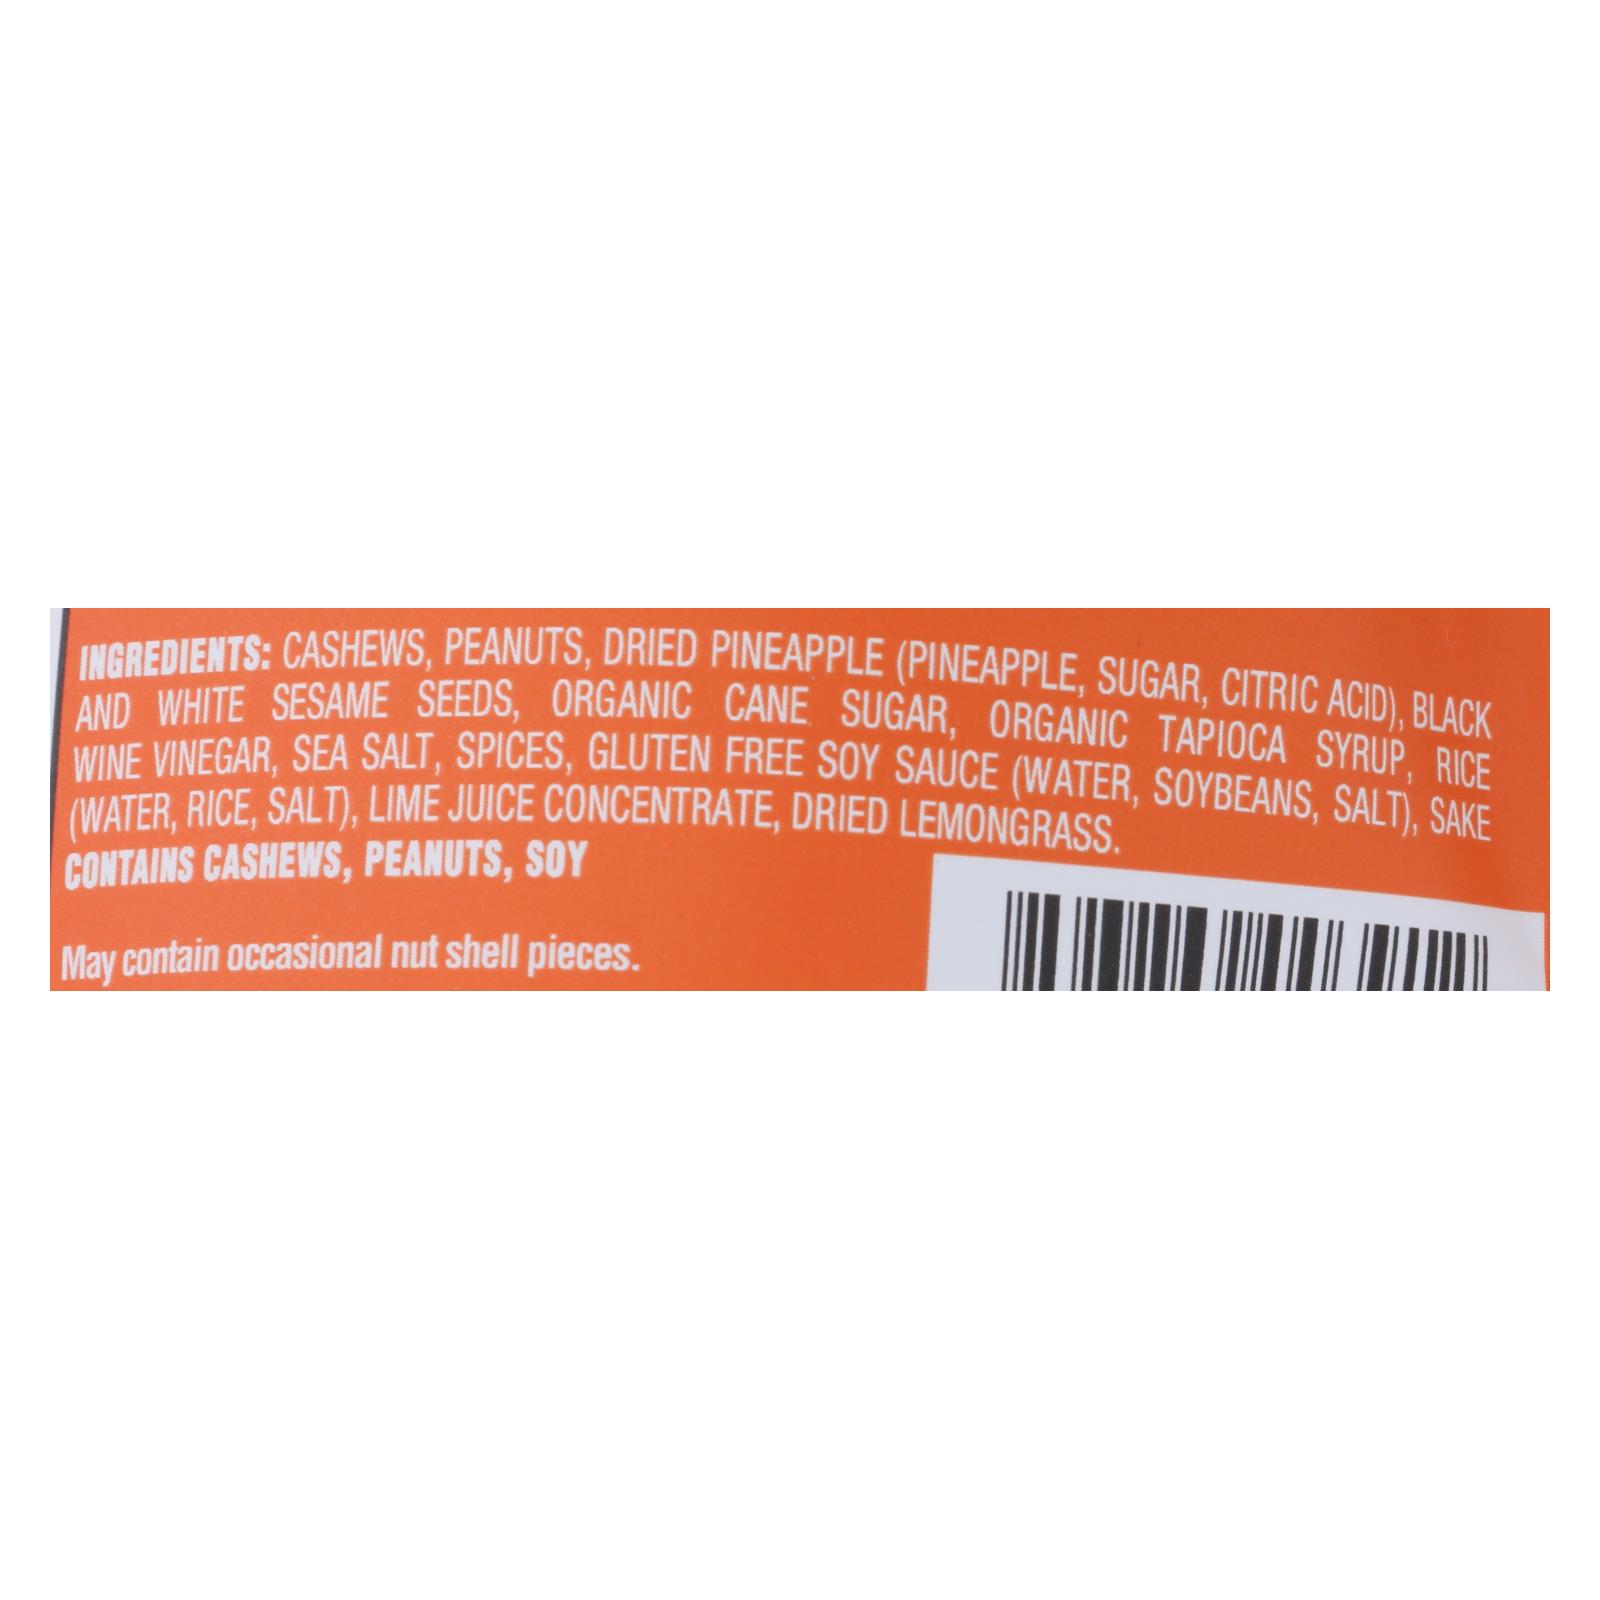 INGREDIENTS: CASHEWS, PEANUTS, DRIED PINEAPPLE (PINEAPPLE, SUGAR, CITRIC ACID), BLACK
AND WHITE SESAME SEEDS, ORGANIC CANE SUGAR, ORGANIC TAPIOCA SYRUP, RICE
WINE VINEGAR, SEA SALT, SPICES, GLUTEN FREE SOY SAUCE (WATER, SOYBEANS, SALT), SAKE
(WATER, RICE, SALT), LIME JUICE CONCENTRATE, DRIED LEMONGRASS.
CONTAINS CASHEWS, PEANUTS, SOY
May contain occasional nut shell pieces.